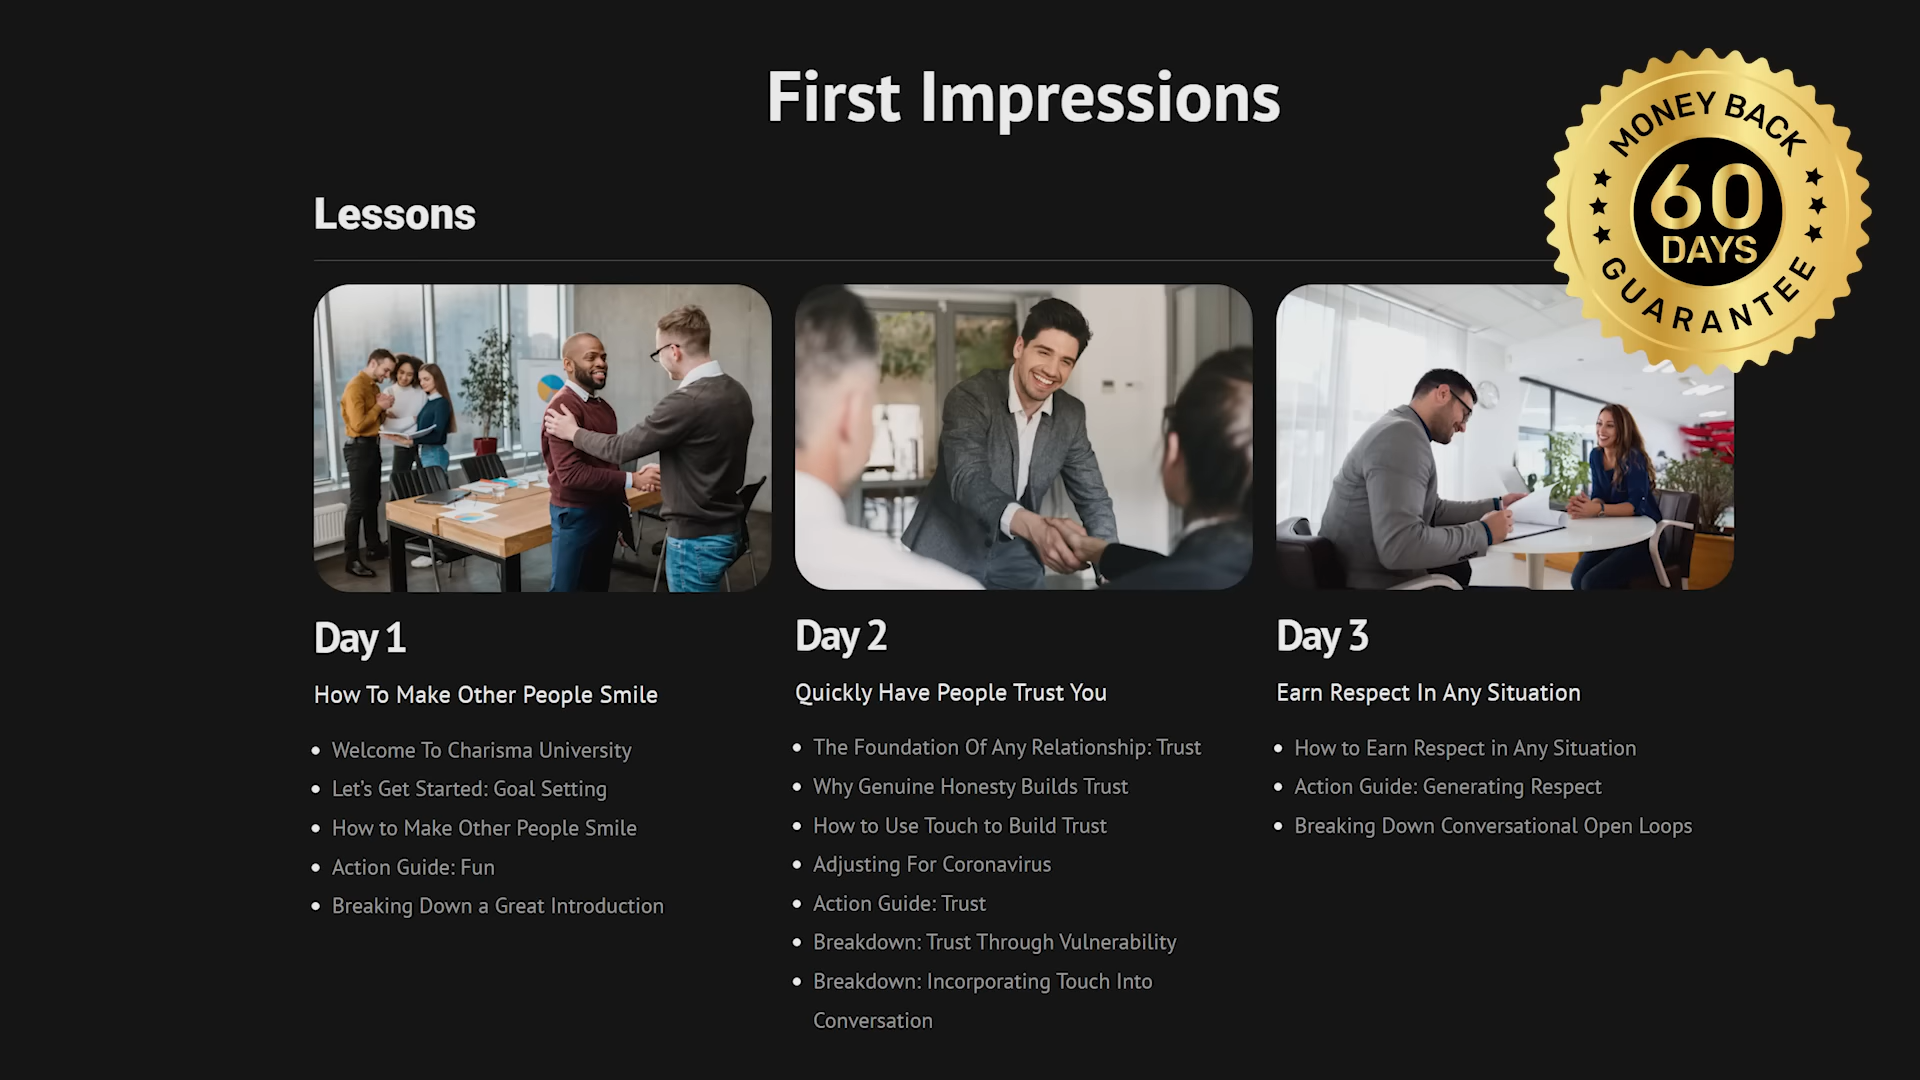 First Impressions
MONEY BACK
60
DAYS
GUARANTEE
Lessons
Day 1
How To Make Other People Smile
Welcome To Charisma University
Let's Get Started: Goal Setting
How to Make Other People Smile
Action Guide: Fun
Breaking Down a Great Introduction
Day 2
Quickly Have People Trust You
The Foundation Of Any Relationship: Trust
Why Genuine Honesty Builds Trust
How to Use Touch to Build Trust
Adjusting For Coronavirus
Action Guide: Trust
Breakdown: Trust Through Vulnerability
Breakdown: Incorporating Touch Into
Conversation
Day 3
Earn Respect In Any Situation
How to Earn Respect in Any Situation
Action Guide: Generating Respect
Breaking Down Conversational Open Loops